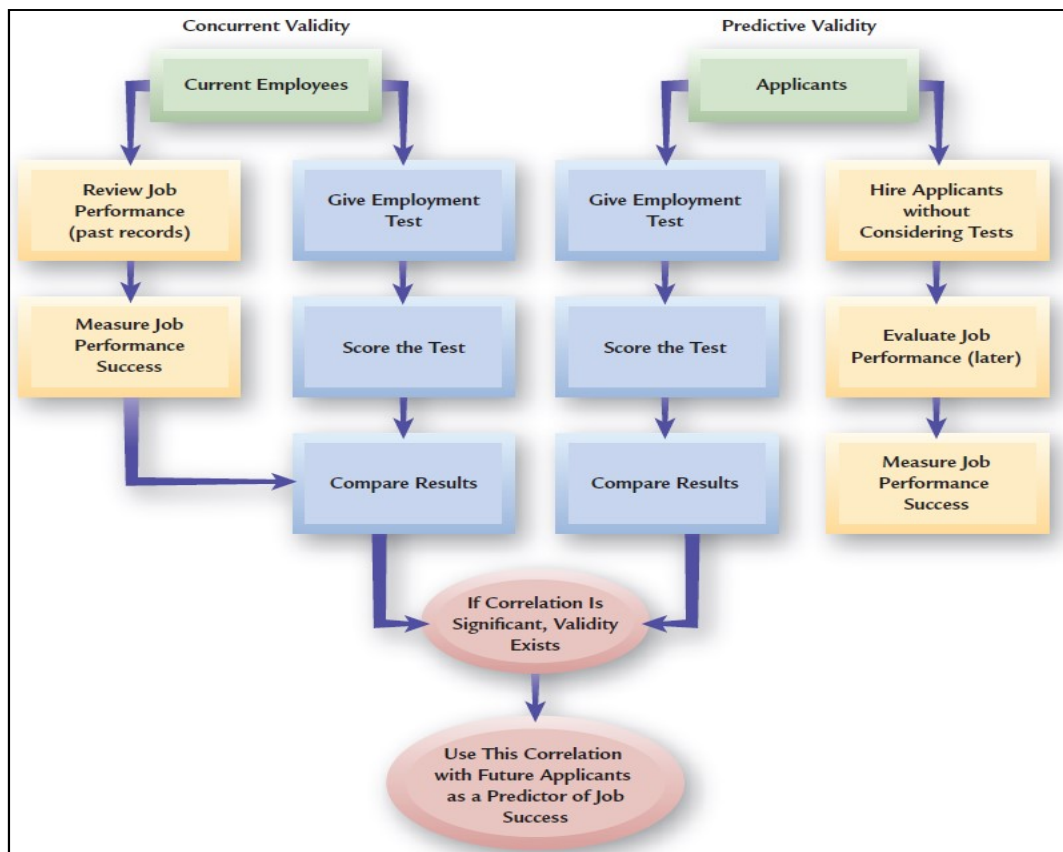 Concurrent Validity
Predictive Validity
Current Employees
Applicants
Review Job
Performance
(past records)
Give Employment
Test
Give Employment
Test
Hire Applicants
without
Considering Tests
Measure Job
Performance
Success
Score the Test
Score the Test
Evaluate Job
Performance (later)
Compare Results
Compare Results
Measure Job
Performance
Success
If Correlation Is
Significant, Validity
Exists
Use This Correlation
with Future Applicants
as a Predictor of Job
Success